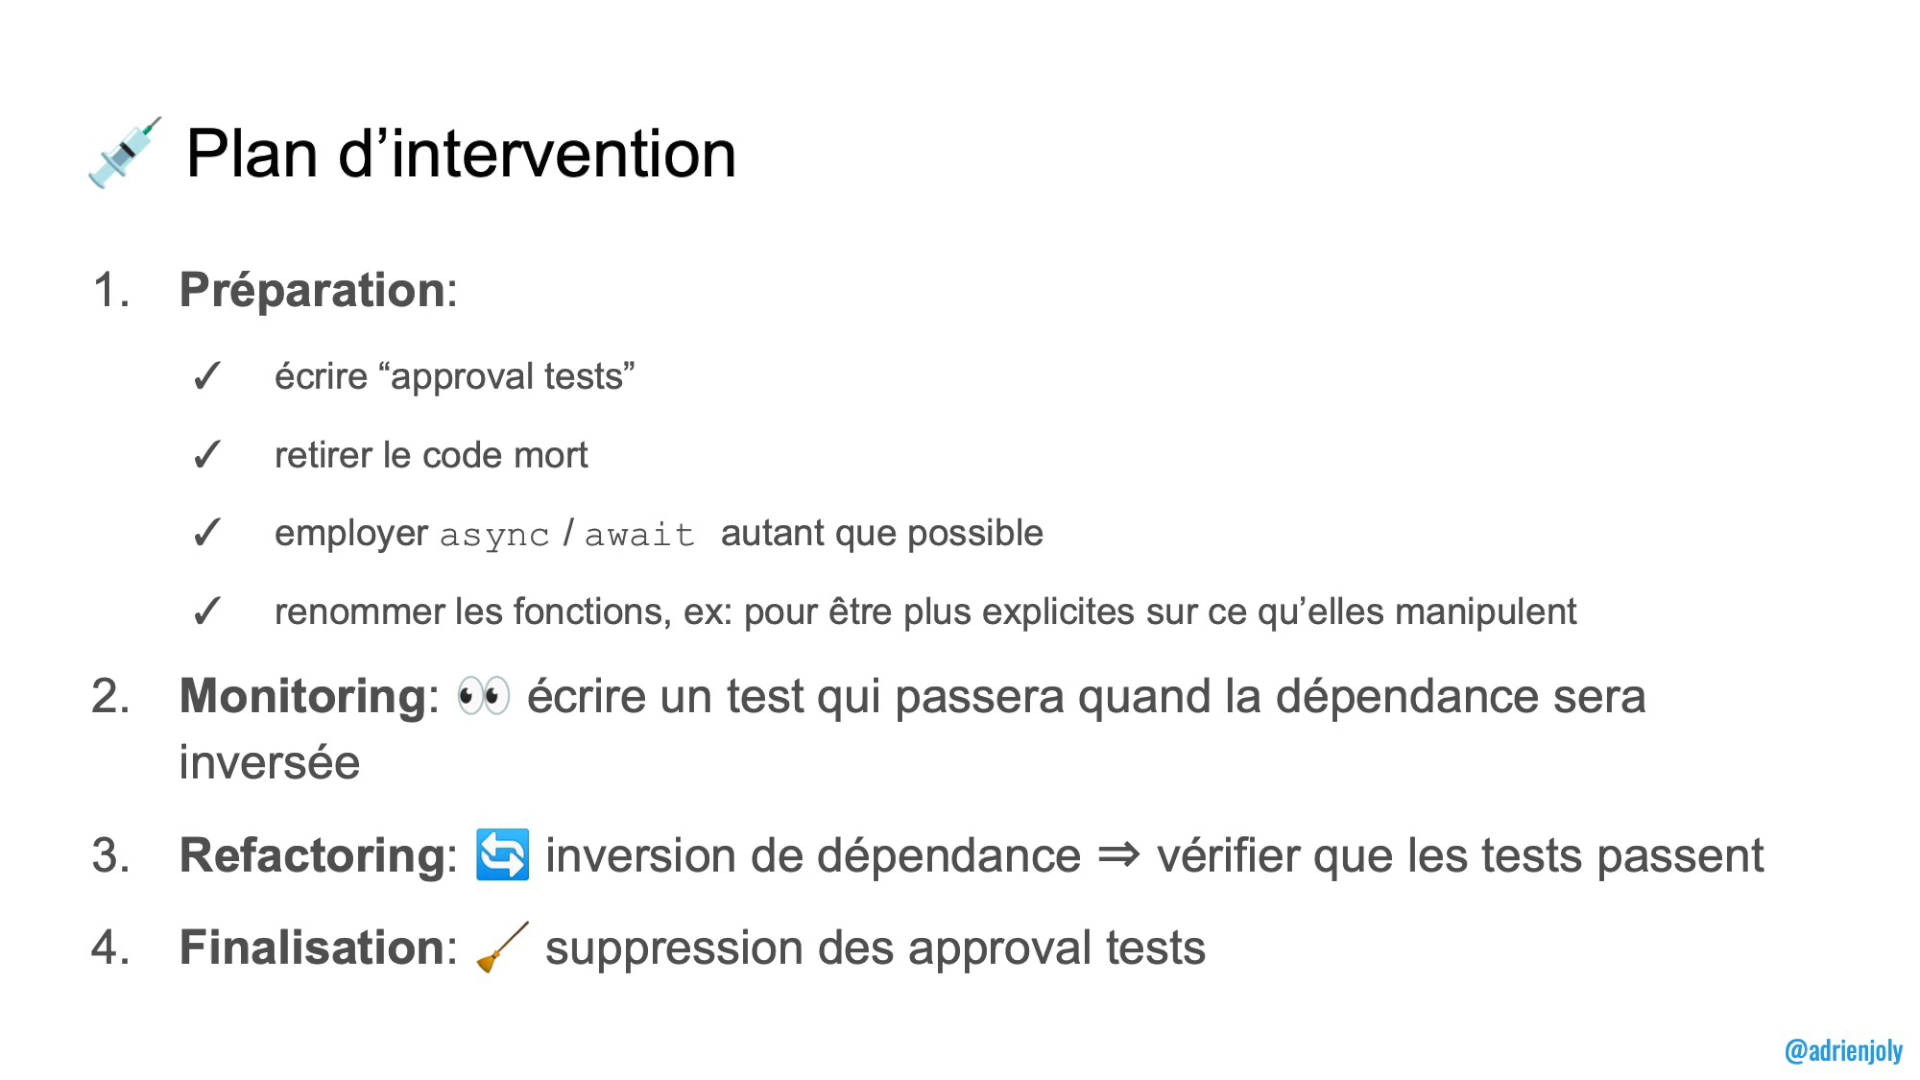 💉 Plan d’intervention
1. Préparation:
✓ écrire “approval tests”
✓ retirer le code mort
✓ employer async / await autant que possible
✓ renommer les fonctions, ex: pour être plus explicites sur ce qu’elles manipulent
2. Monitoring: 👀 écrire un test qui passera quand la dépendance sera
inversée
3. Refactoring: 🔄 inversion de dépendance ⇒ vérifier que les tests passent
4. Finalisation: 🧹 suppression des approval tests
@adrienjoly